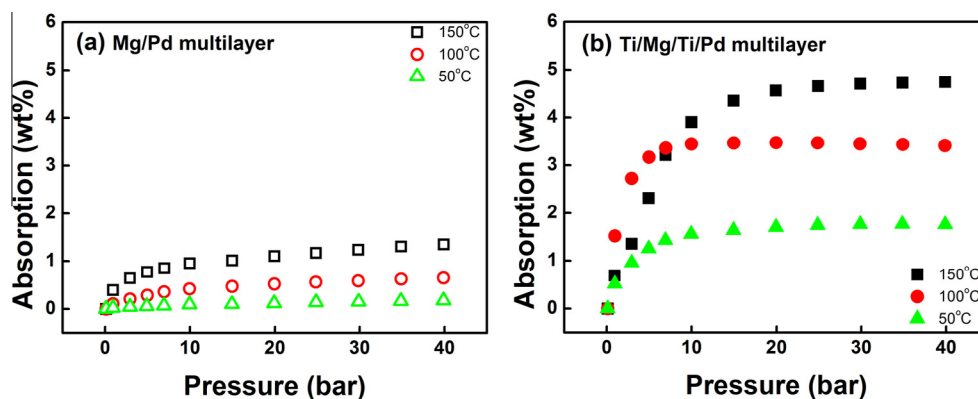 (a) Mg/Pd multilayer
150°C
100°C
50°C
Absorption (wt%)
6
5
4
3
2
1
0
0 10 20 30 40
Pressure (bar)
(b) Ti/Mg/Ti/Pd multilayer
150°C
100°C
50°C
Absorption (wt%)
6
5
4
3
2
1
0
0 10 20 30 40
Pressure (bar)